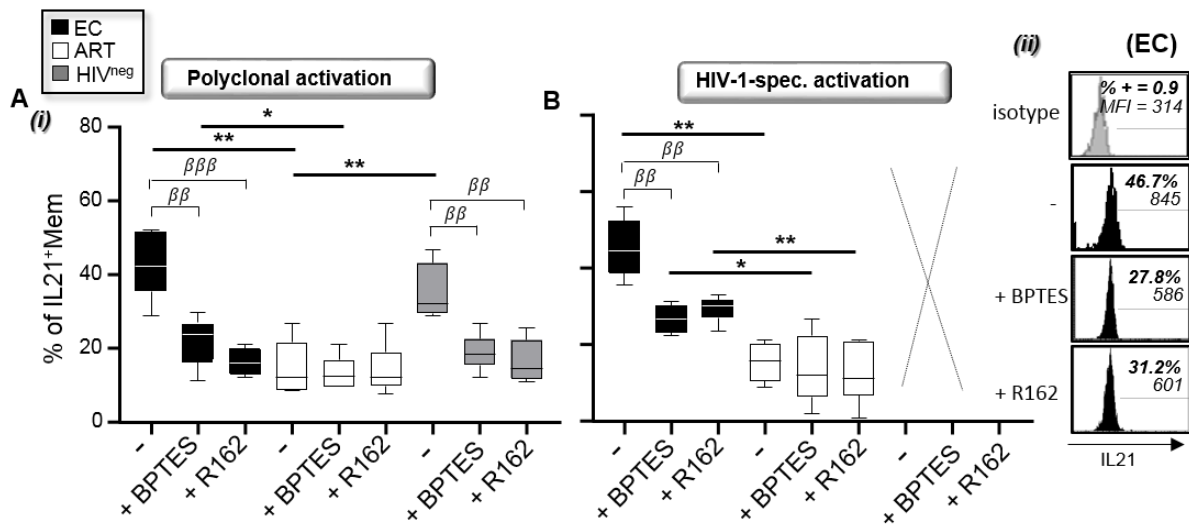 EC
ART
HIVneg
Polyclonal activation
HIV-1-spec. activation
(ii)
(EC)
A
(i)
B
% of IL21+Mem
80
60
40
20
0
*
**
βββ
ββ
**
ββ
ββ
**
ββ
ββ
**
*
-
+ BPTES
+ R162
-
+ BPTES
+ R162
-
+ BPTES
+ R162
-
+ BPTES
+ R162
-
+ BPTES
+ R162
-
+ BPTES
+ R162
isotype
% + = 0.9
MFI = 314
-
46.7%
845
+ BPTES
27.8%
586
+ R162
31.2%
601
IL21